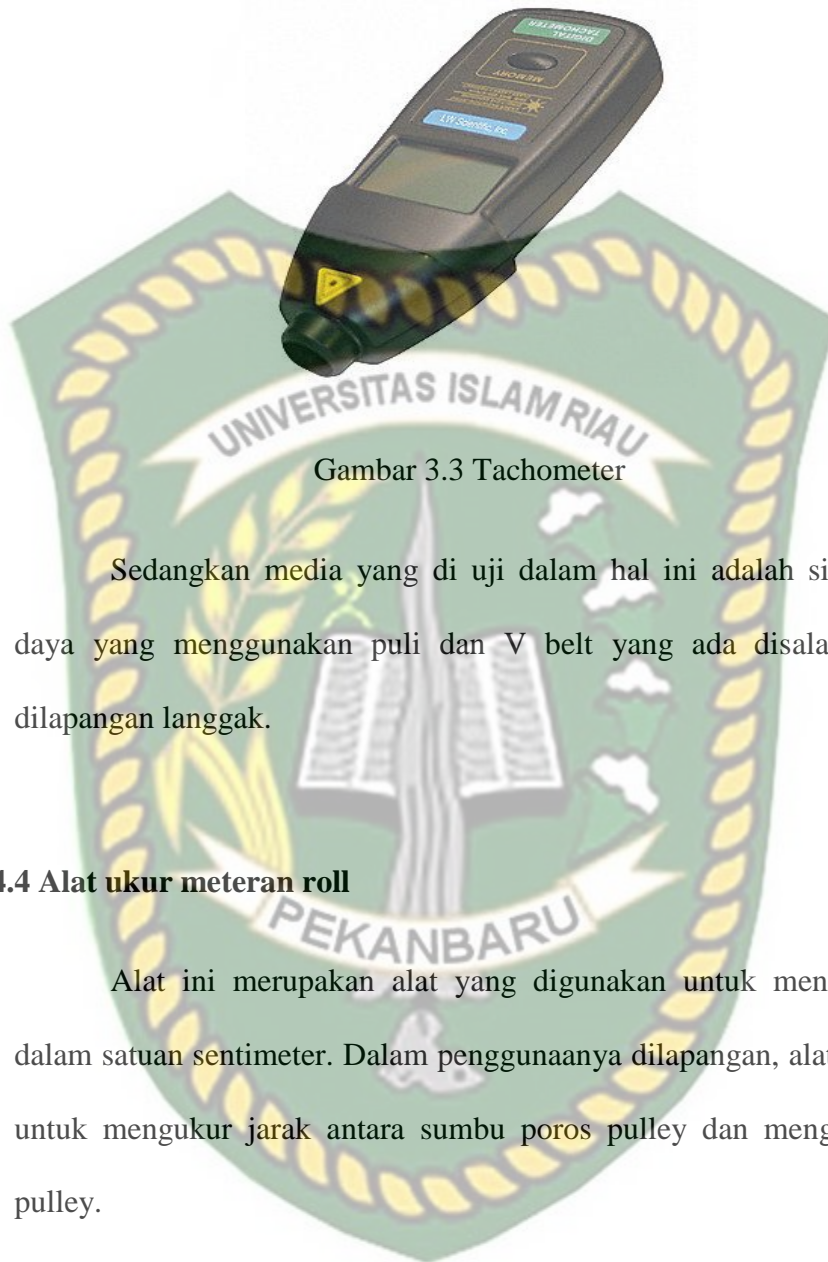 DIGITAL
TACHOMETER
MEMORY
LW Scientific, Inc
UNIVERSITAS ISLAM RIAU
Gambar 3.3 Tachometer
Sedangkan media yang di uji dalam hal ini adalah si
daya yang menggunakan puli dan V belt yang ada disala
dilapangan langgak.
4.4 Alat ukur meteran roll
PEKANBARU
Alat ini merupakan alat yang digunakan untuk men
dalam satuan sentimeter. Dalam penggunaanya dilapangan, alat
untuk mengukur jarak antara sumbu poros pulley dan meng
pulley.